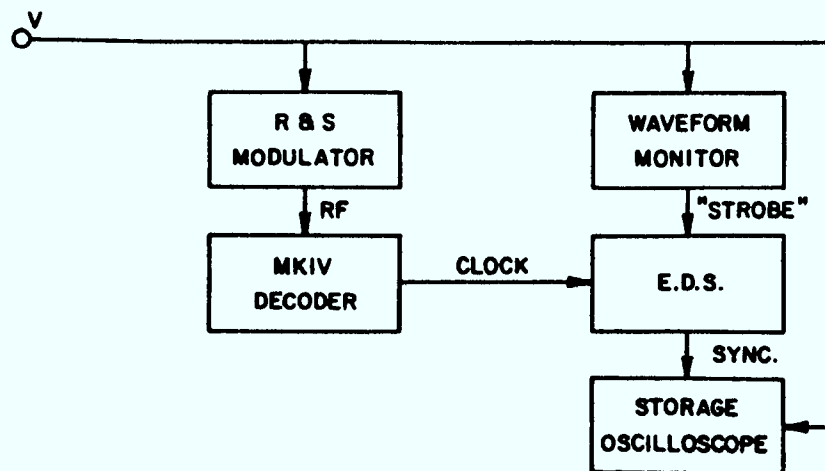 V
R & S
MODULATOR
WAVEFORM
MONITOR
RF
"STROBE"
MKIV
DECODER
CLOCK
E.D.S.
SYNC.
STORAGE
OSCILLOSCOPE